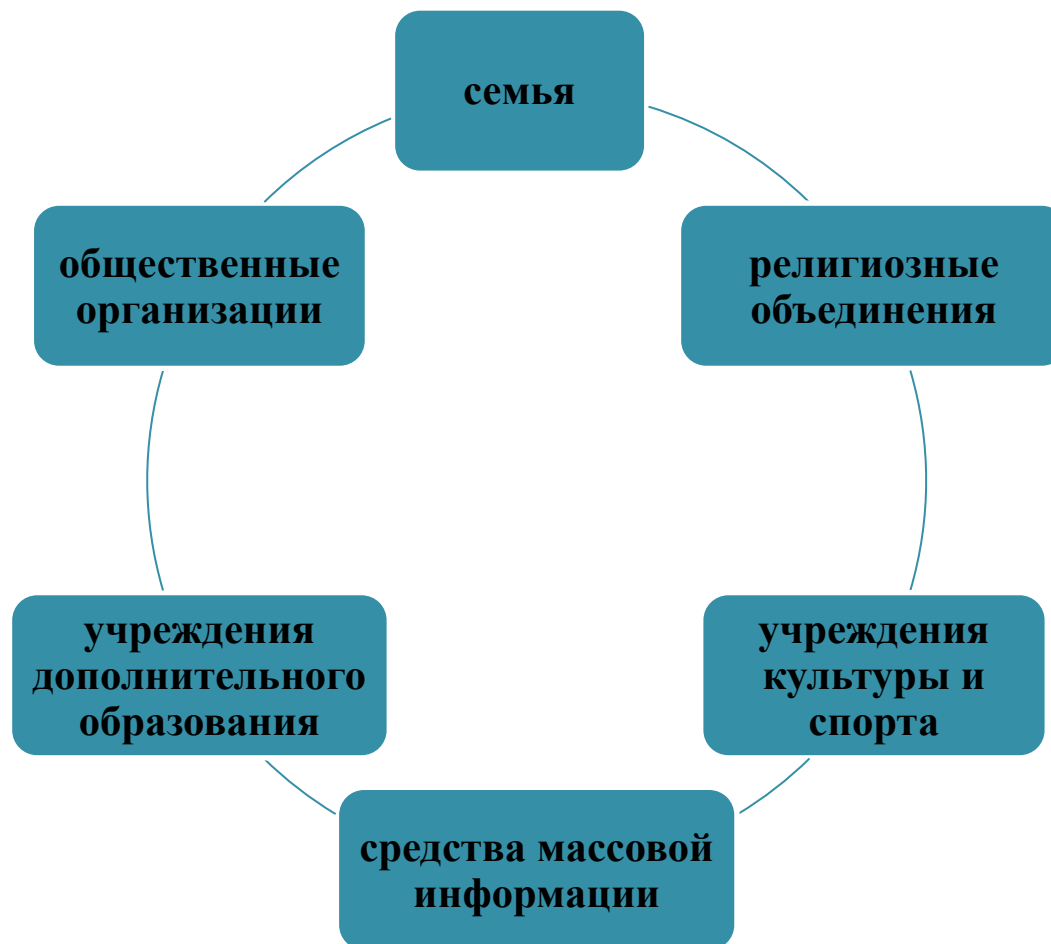 семья
общественные
организации
религиозные
объединения
учреждения
дополнительного
образования
учреждения
культуры и
спорта
средства массовой
информации